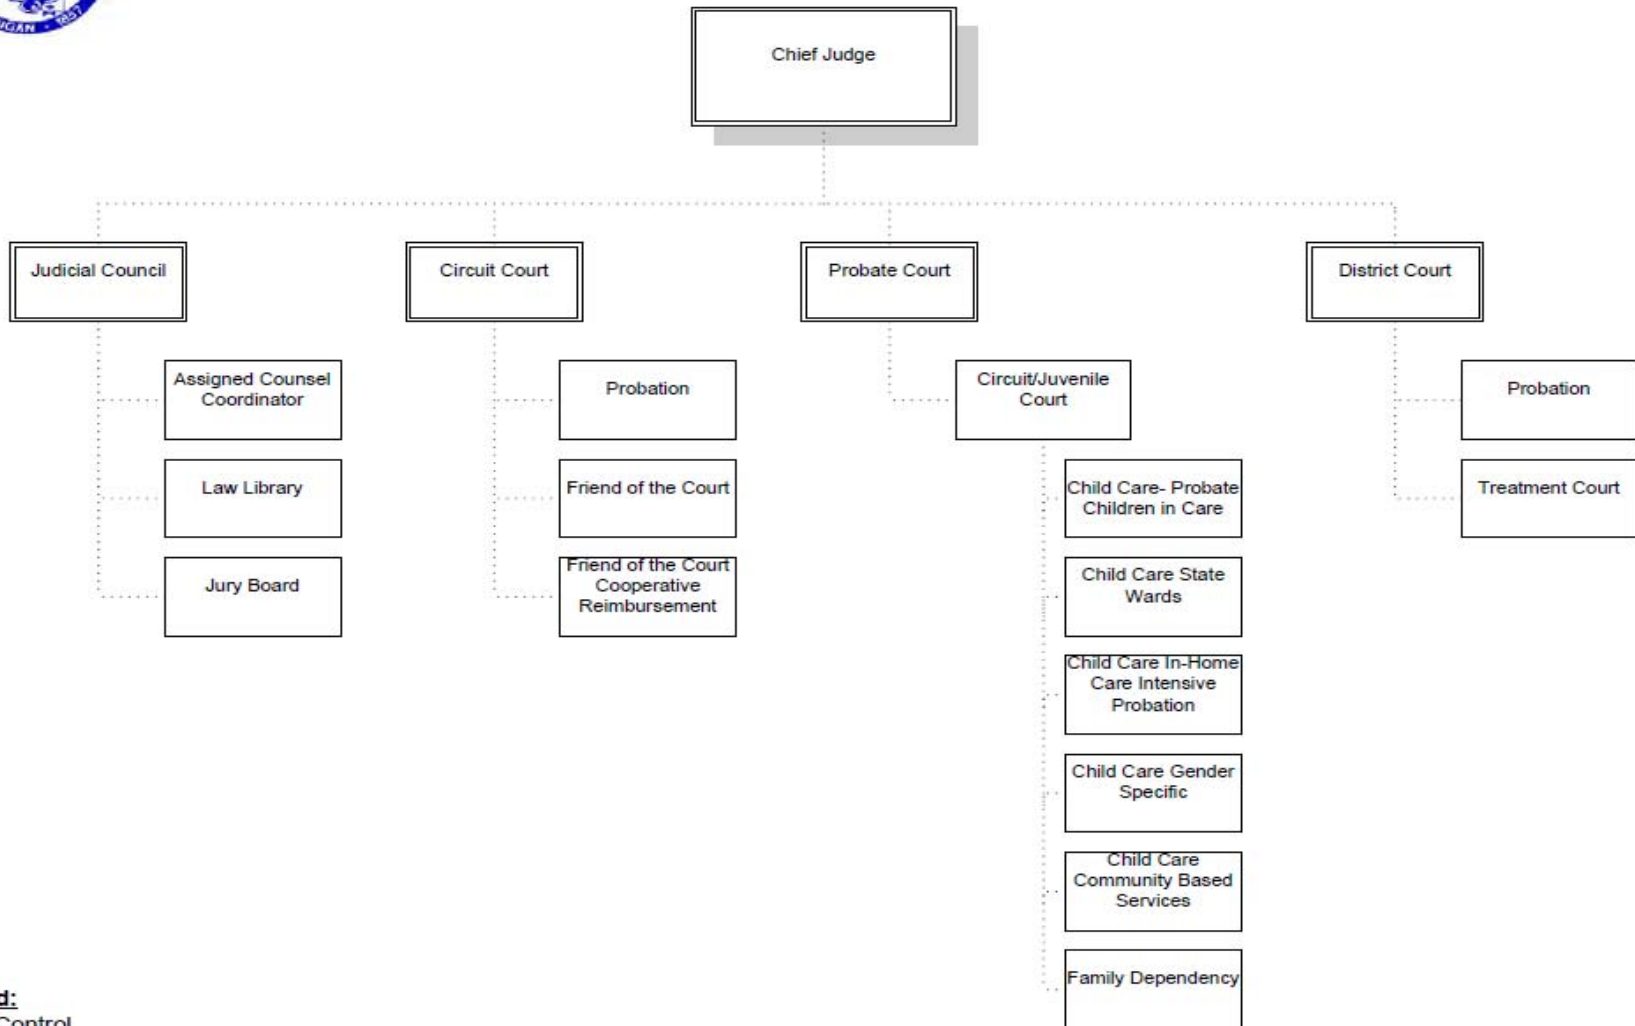 IGAN - 1857
Chief Judge
Judicial Council
Circuit Court
Probate Court
District Court
Assigned Counsel
Coordinator
Law Library
Jury Board
Probation
Friend of the Court
Friend of the Court
Cooperative
Reimbursement
Circuit/Juvenile
Court
Child Care- Probate
Children in Care
Child Care State
Wards
Child Care In-Home
Care Intensive
Probation
Child Care Gender
Specific
Child Care
Community Based
Services
Family Dependency
Probation
Treatment Court
d:
Control